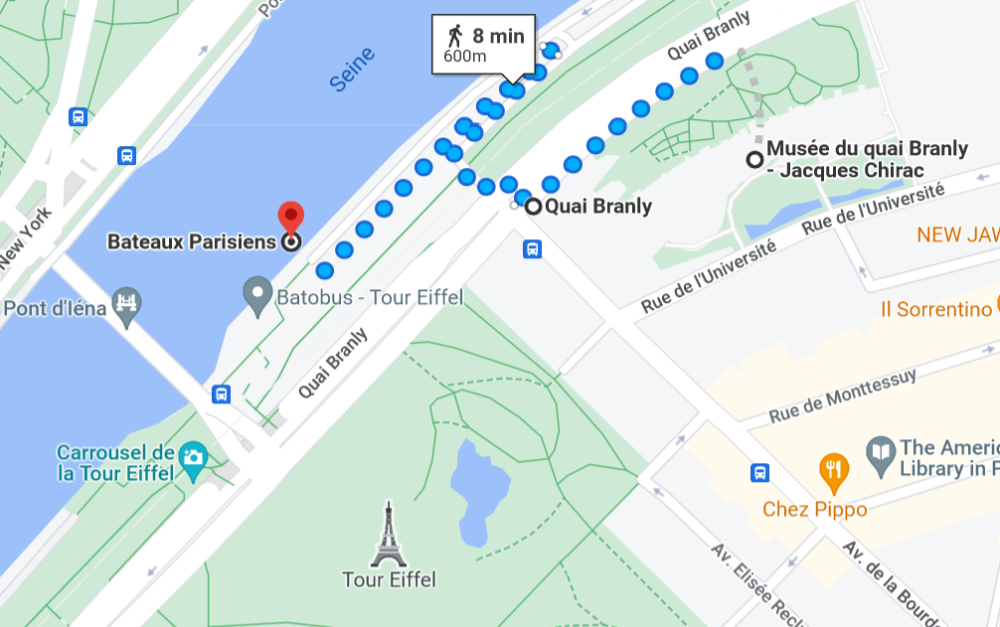 Po
8 min
600m
Quai Branly
Seine
Musée du quai Branly
- Jacques Chirac
Rue de l'Université
Quai Branly
New York
Bateaux Parisiens
NEW JAW
Rue de l'Université
Batobus - Tour Eiffel
Pont d'Iéna
Il Sorrentino
Quai Branly
Rue de Monttessuy
Carrousel de
la Tour Eiffel
The Americ
Library in P
Chez Pippo
Tour Eiffel
Av. Elisée Recl
Av. de la Bourd